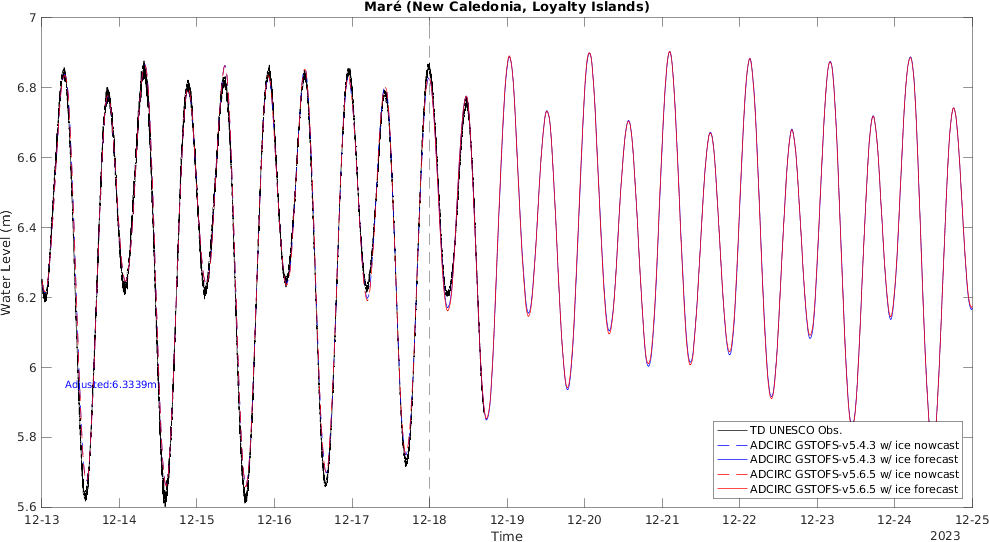 Maré (New Caledonia, Loyalty Islands)
7
6.8
6.6
6.4
6.2
6
5.8
5.6
Water Level (m)
Adjusted:6.3339m
TD UNESCO Obs.
ADCIRC GSTOFS-v5.4.3 w/ ice nowcast
ADCIRC GSTOFS-v5.4.3 w/ ice forecast
ADCIRC GSTOFS-v5.6.5 w/ ice nowcast
ADCIRC GSTOFS-v5.6.5 w/ ice forecast
12-13 12-14 12-15 12-16 12-17 12-18 12-19 12-20 12-21 12-22 12-23 12-24 12-25
Time
2023